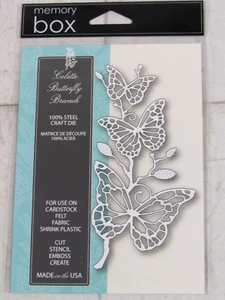 memory
box
Colette
Butterfly
Branch
100% STEEL
CRAFT DIE
MATRICE DE DÉCOUPE
100% ACIER
FOR USE ON
CARDSTOCK
FELT
FABRIC
SHRINK PLASTIC
CUT
STENCIL
EMBOSS
CREATE
MADE in the USA